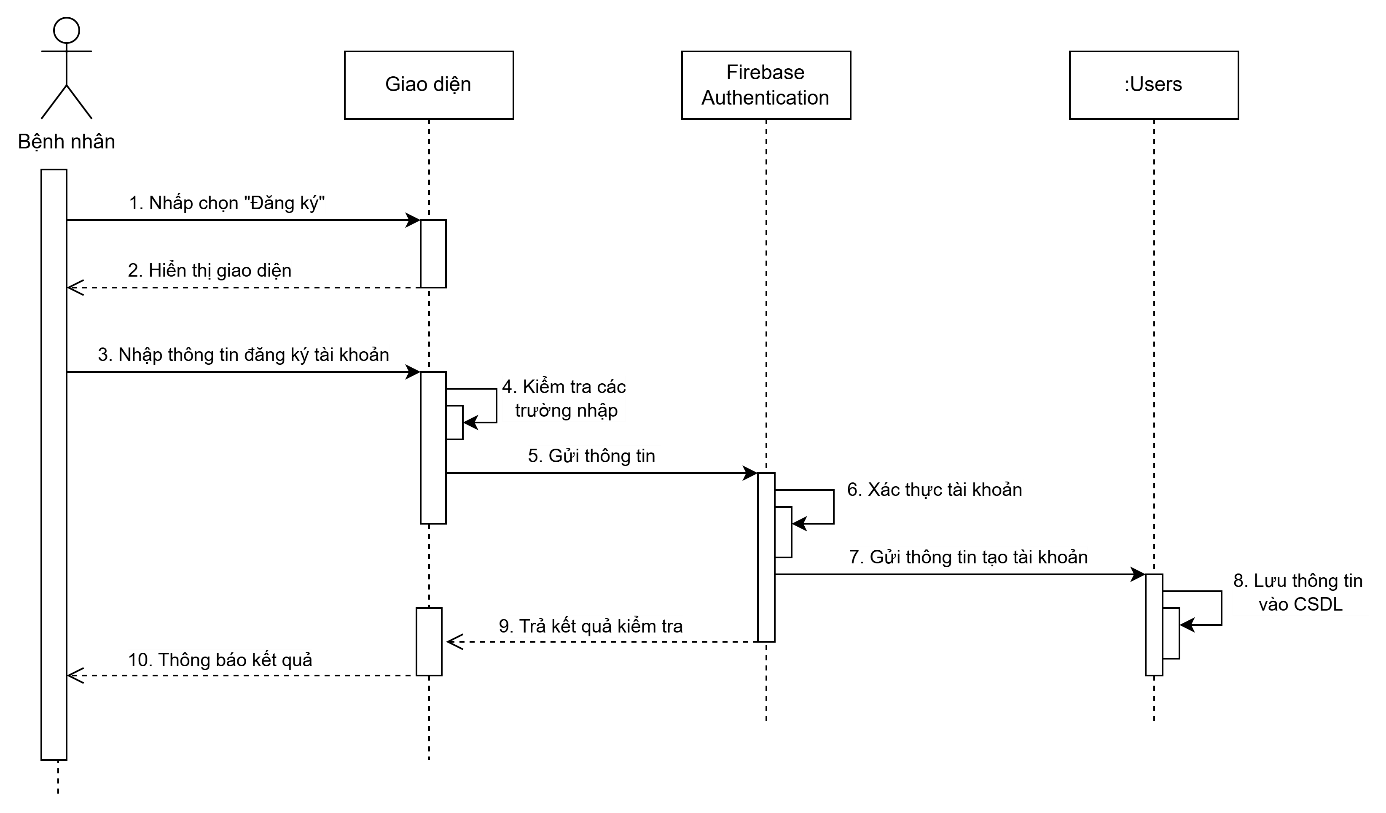 Giao diện
Firebase
Authentication
:Users
Bệnh nhân
1. Nhấp chọn "Đăng ký"
2. Hiển thị giao diện
3. Nhập thông tin đăng ký tài khoản
4. Kiểm tra các
trường nhập
5. Gửi thông tin
6. Xác thực tài khoản
7. Gửi thông tin tạo tài khoản
8. Lưu thông tin
vào CSDL
9. Trả kết quả kiểm tra
10. Thông báo kết quả